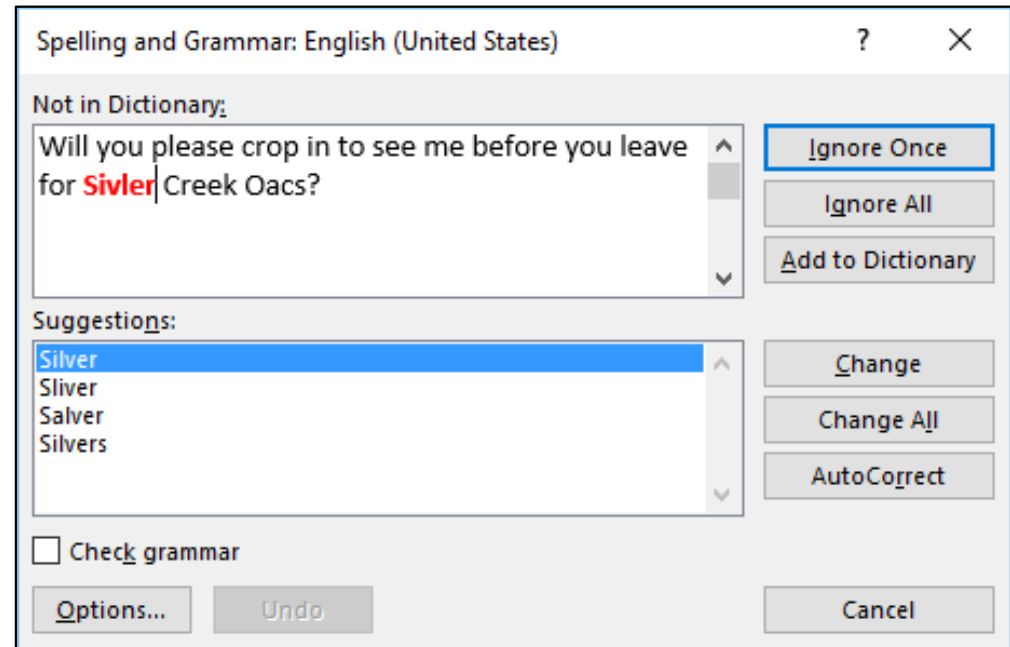 Spelling and Grammar: English (United States) ? ×
Not in Dictionary:
Will you please crop in to see me before you leave
for Sivler Creek Oacs?
Ignore Once
Ignore All
Add to Dictionary
Suggestions:
Silver
Sliver
Salver
Silvers
Change
Change All
AutoCorrect
Check grammar
Options...
Undo
Cancel